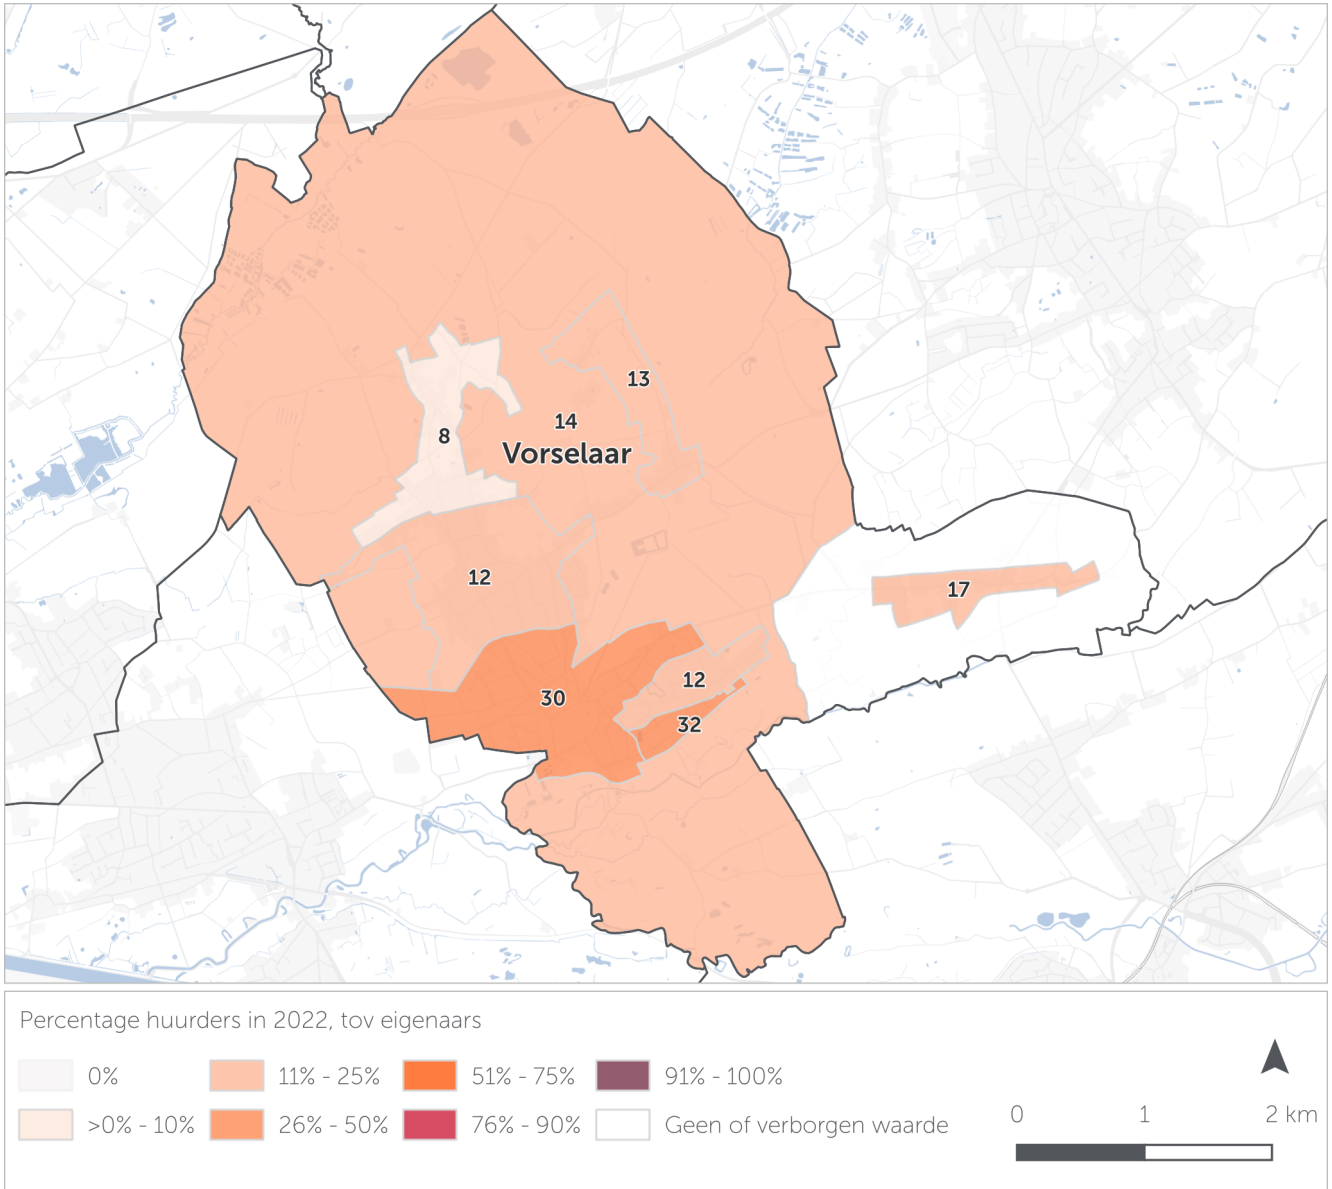 13
14
8
Vorselaar
12
17
12
30
32
Percentage huurders in 2022, tov eigenaars
0%
11% - 25%
51% - 75%
91% - 100%
>0% - 10%
26% - 50%
76% - 90%
Geen of verborgen waarde
0 1 2 km